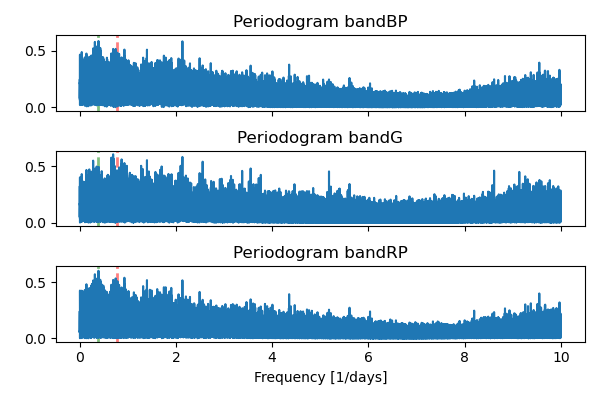 Periodogram bandBP
0.5
0.0
Periodogram bandG
0.5
0.0
Periodogram bandRP
0.5
0.0
0 2 4 6 8 10
Frequency [1/days]